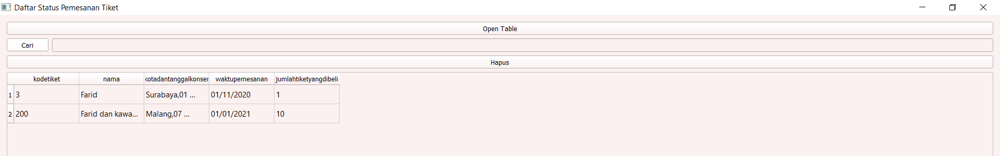 Daftar Status Pemesanan Tiket
Open Table
Cari
Hapus
kodetiket nama kotadantanggalkonser waktupemesanan jumlahtiketyangdibeli
1 3 Farid Surabaya,01 ... 01/11/2020 1
2 200 Farid dan kawa... Malang,07 ... 01/01/2021 10